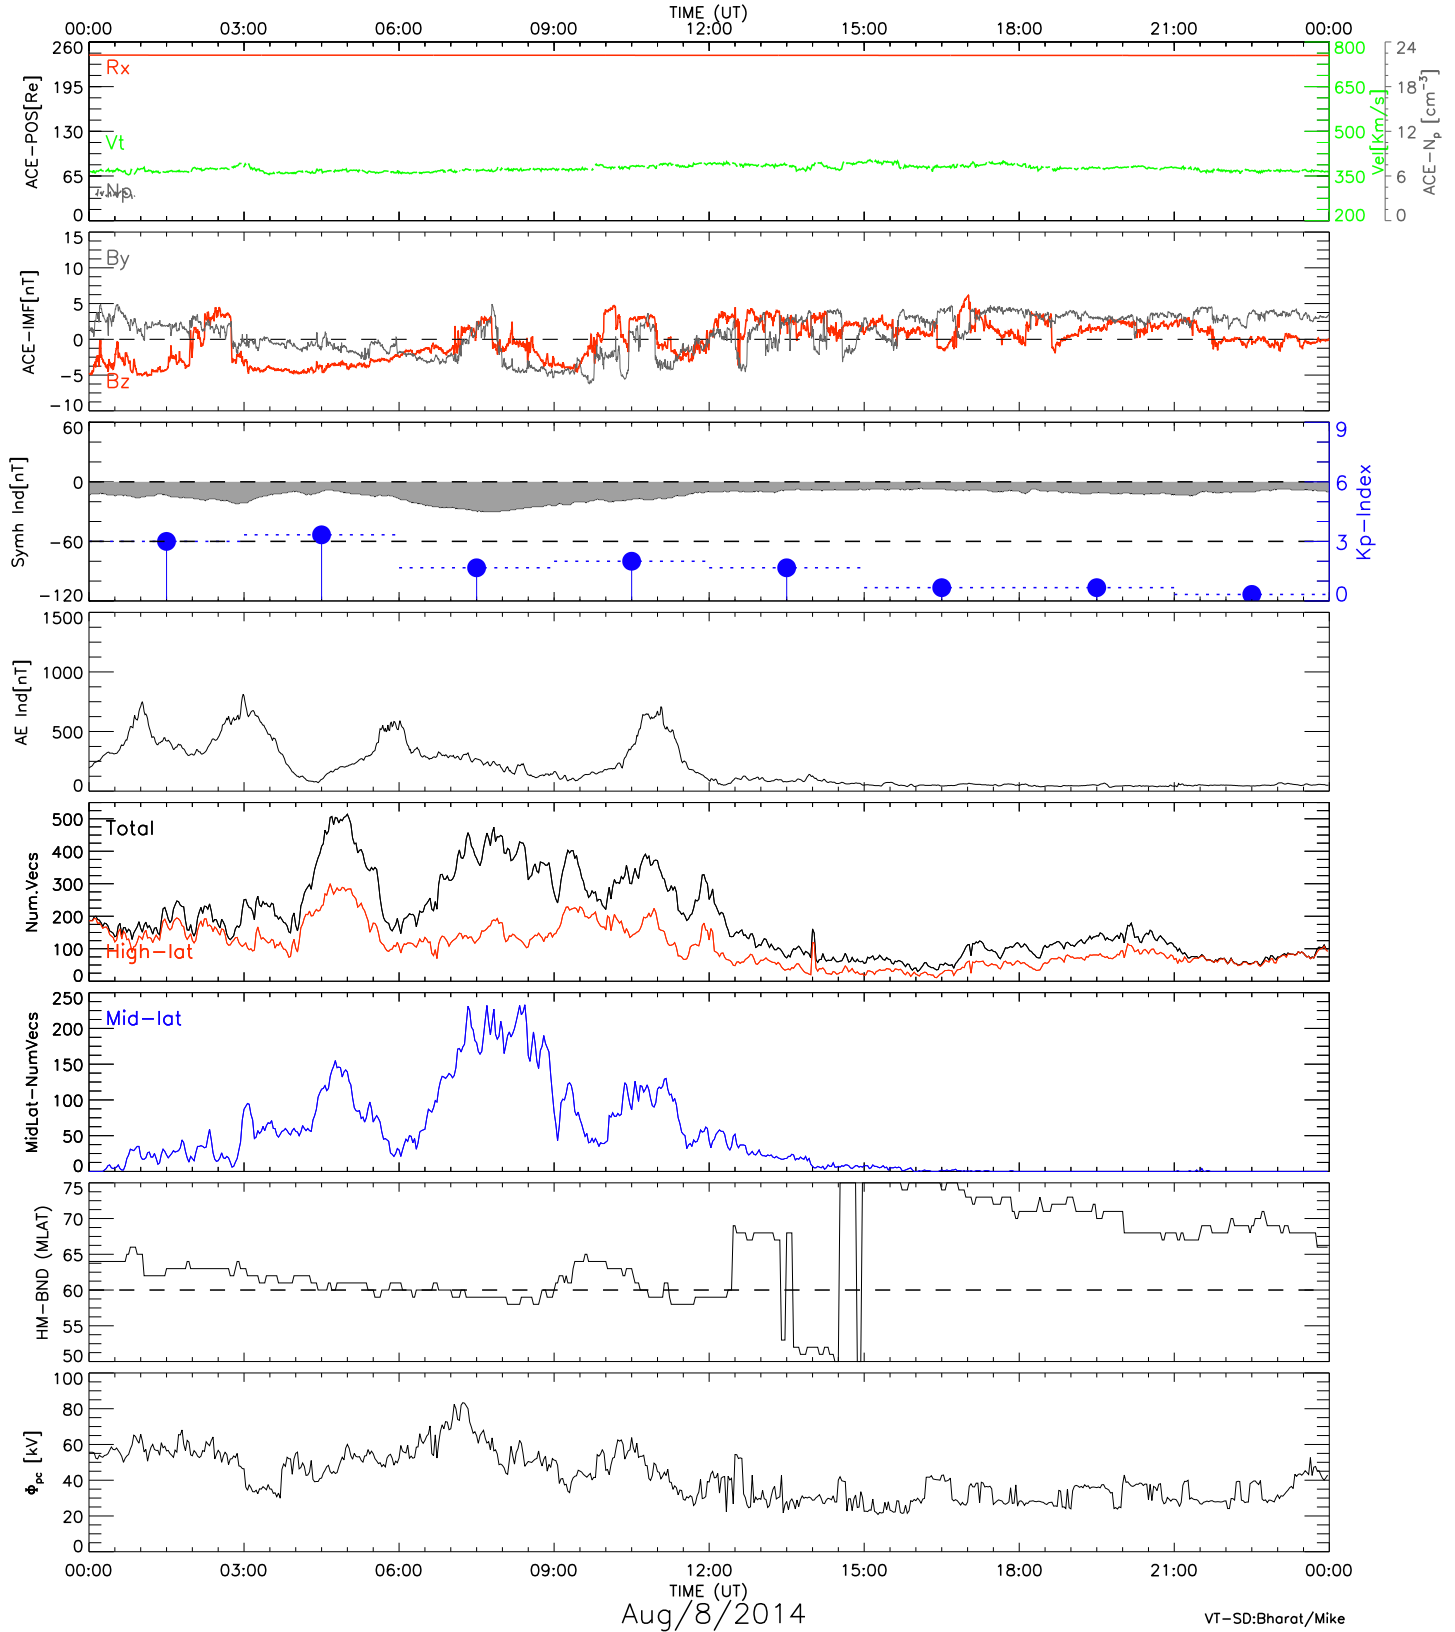 TIME (UT)
00:00 03:00 06:00 09:00 12:00 15:00 18:00 21:00 00:00
ACE-POS[Re]
260
195
130
65
0
Rx
Vt
Np
800
650
500
350
200
Vel[Km/s]
24
18
12
6
0
ACE-Np [cm-3]
ACE-IMF[nT]
15
10
5
0
-5
-10
By
Bz
Symh Ind[nT]
60
0
-60
-120
9
6
3
0
Kp-Index
AE Ind[nT]
1500
1000
500
0
Num.Vecs
500
400
300
200
100
0
Total
High-lat
MidLat-NumVecs
250
200
150
100
50
0
Mid-lat
HM-BND (MLAT)
75
70
65
60
55
50
Φpc [kV]
100
80
60
40
20
0
00:00 03:00 06:00 09:00 12:00 15:00 18:00 21:00 00:00
TIME (UT)
Aug/8/2014
VT-SD:Bharat/Mike